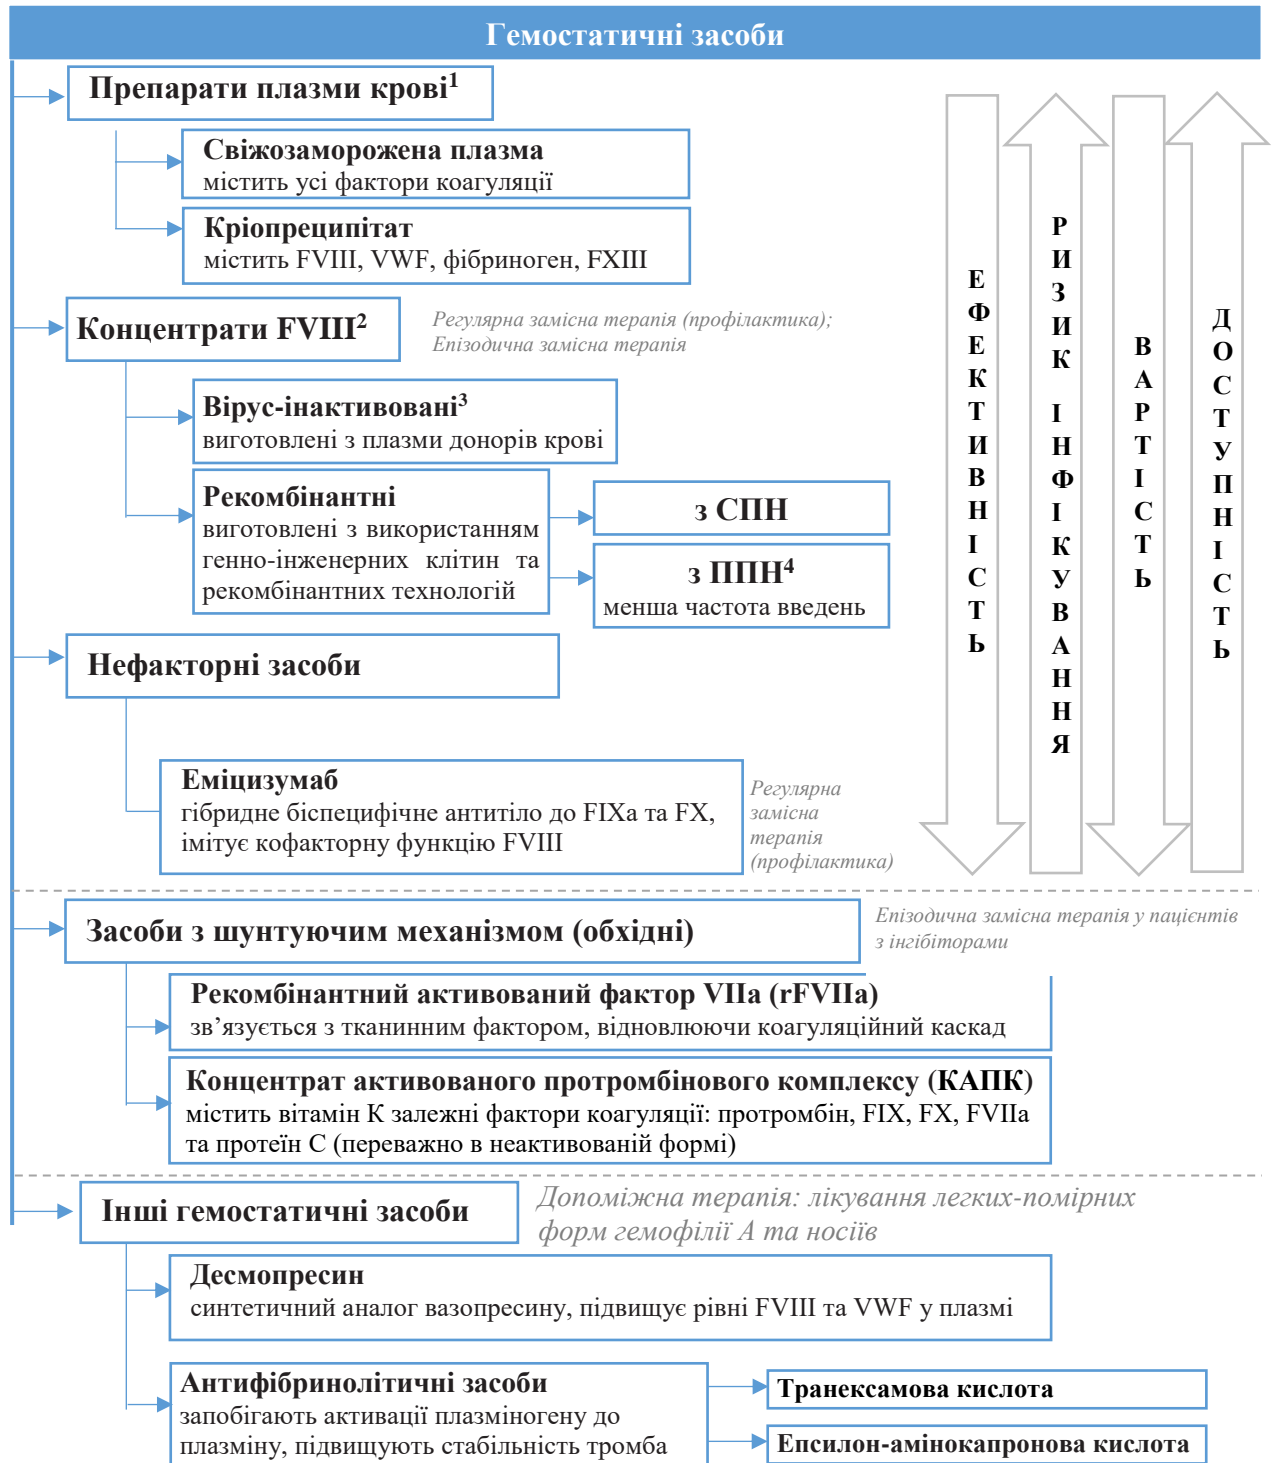 Гемостатичні засоби
Препарати плазми крові1
Свіжозаморожена плазма
містить усі фактори коагуляції
Кріопреципітат
містить FVIII, VWF, фібриноген, FXIII
Концентрати FVIII2
Регулярна замісна терапія (профілактика);
Епізодична замісна терапія
Вірус-інактивовані3
виготовлені з плазми донорів крові
Рекомбінантні
виготовлені з використанням
генно-інженерних клітин та
рекомбінантних технологій
з СПН
з ППН4
менша частота введень
Нефакторні засоби
Еміцизумаб
гібридне біспецифічне антитіло до FIXa та FX,
імітує кофакторну функцію FVIII
Регулярна
замісна
терапія
(профілактика)
ЕФЕКТИВНІСТЬ
РИЗИК ІНФІКУВАННЯ
ВАРТІСТЬ
ДОСТУПНІСТЬ
Засоби з шунтуючим механізмом (обхідні)
Епізодична замісна терапія у пацієнтів
з інгібіторами
Рекомбінантний активований фактор VIIa (rFVIIa)
зв’язується з тканинним фактором, відновлюючи коагуляційний каскад
Концентрат активованого протромбінового комплексу (КАПК)
містить вітамін К залежні фактори коагуляції: протромбін, FIX, FX, FVIIa
та протеїн С (переважно в неактивованій формі)
Інші гемостатичні засоби
Допоміжна терапія: лікування легких-помірних
форм гемофілії А та носіїв
Десмопресин
синтетичний аналог вазопресину, підвищує рівні FVIII та VWF у плазмі
Антифібринолітичні засоби
запобігають активації плазміногену до
плазміну, підвищують стабільність тромба
Транексамова кислота
Епсилон-амінокапронова кислота